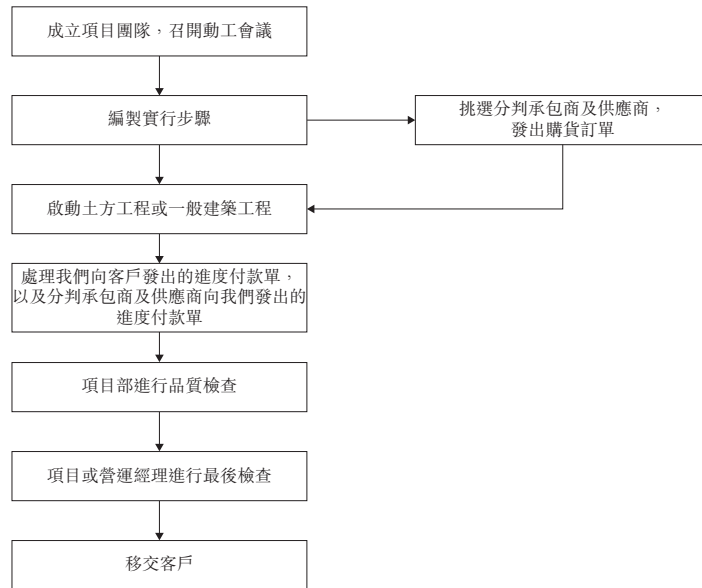 成立項目團隊，召開動工會議
編製實行步驟
挑選分判承包商及供應商，
發出購貨訂單
啟動土方工程或一般建築工程
處理我們向客戶發出的進度付款單，
以及分判承包商及供應商向我們發出的
進度付款單
項目部進行品質檢查
項目或營運經理進行最後檢查
移交客戶